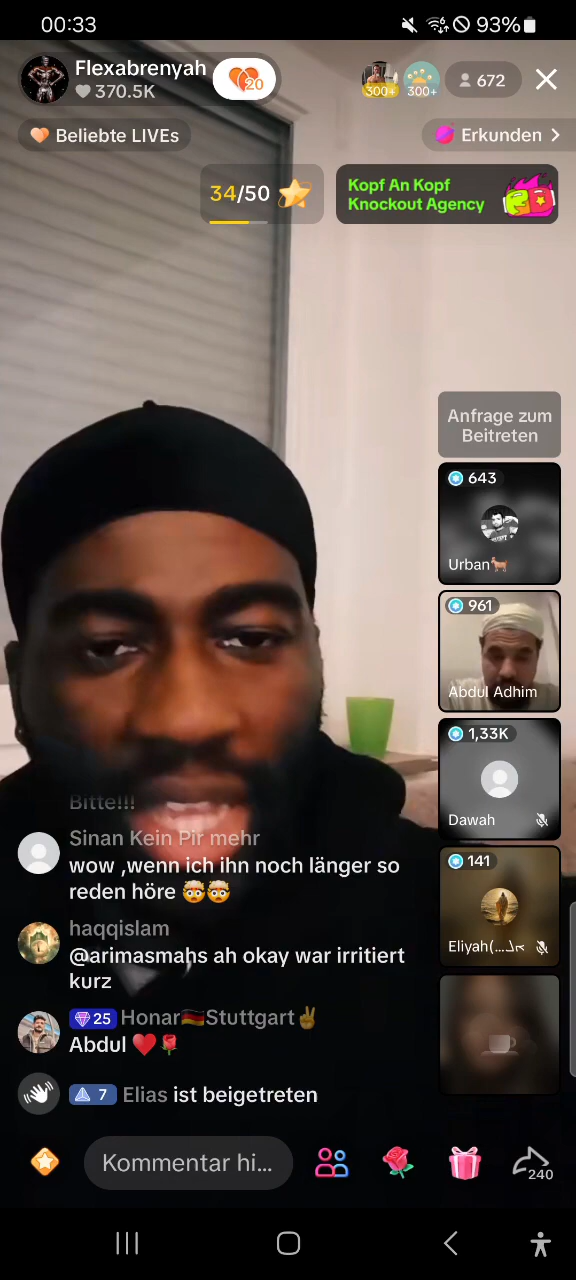 00:33
93%
Flexabrenyah
370.5K
20
300+
300+
672
Beliebte LIVEs
Erkunden
34/50
Kopf An Kopf
Knockout Agency
Anfrage zum
Beitreten
643
Urban
961
Abdul Adhim
1,33K
Dawah
141
Eliyah(...
Bitte!!!
Sinan Kein Pir mehr
wow ,wenn ich ihn noch länger so
reden höre 🤯🤯
haqqislam
@arimasmahs ah okay war irritiert
kurz
25 Honar🇩🇪Stuttgart✌
Abdul ❤️🌹
7 Elias ist beigetreten
Kommentar hi...
240